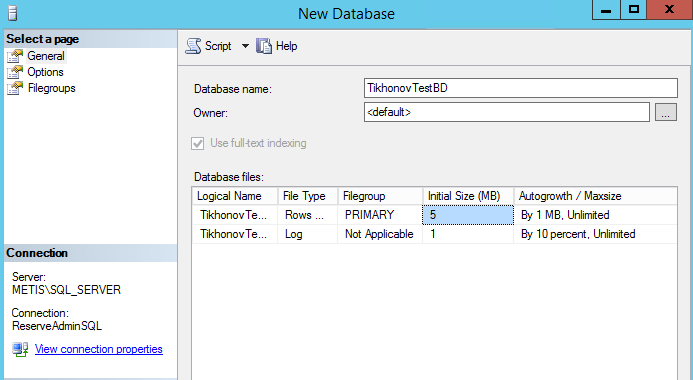 New Database
Select a page
General
Options
Filegroups
Script Help
Database name: TikhonovTestBD
Owner: <default> ...
Use full-text indexing
Database files:
Logical Name File Type Filegroup Initial Size (MB) Autogrowth / Maxsize
TikhonovTe... Rows ... PRIMARY 5 By 1 MB, Unlimited
TikhonovTe... Log Not Applicable 1 By 10 percent, Unlimited
Connection
Server:
METIS\SQL_SERVER
Connection:
ReserveAdminSQL
View connection properties